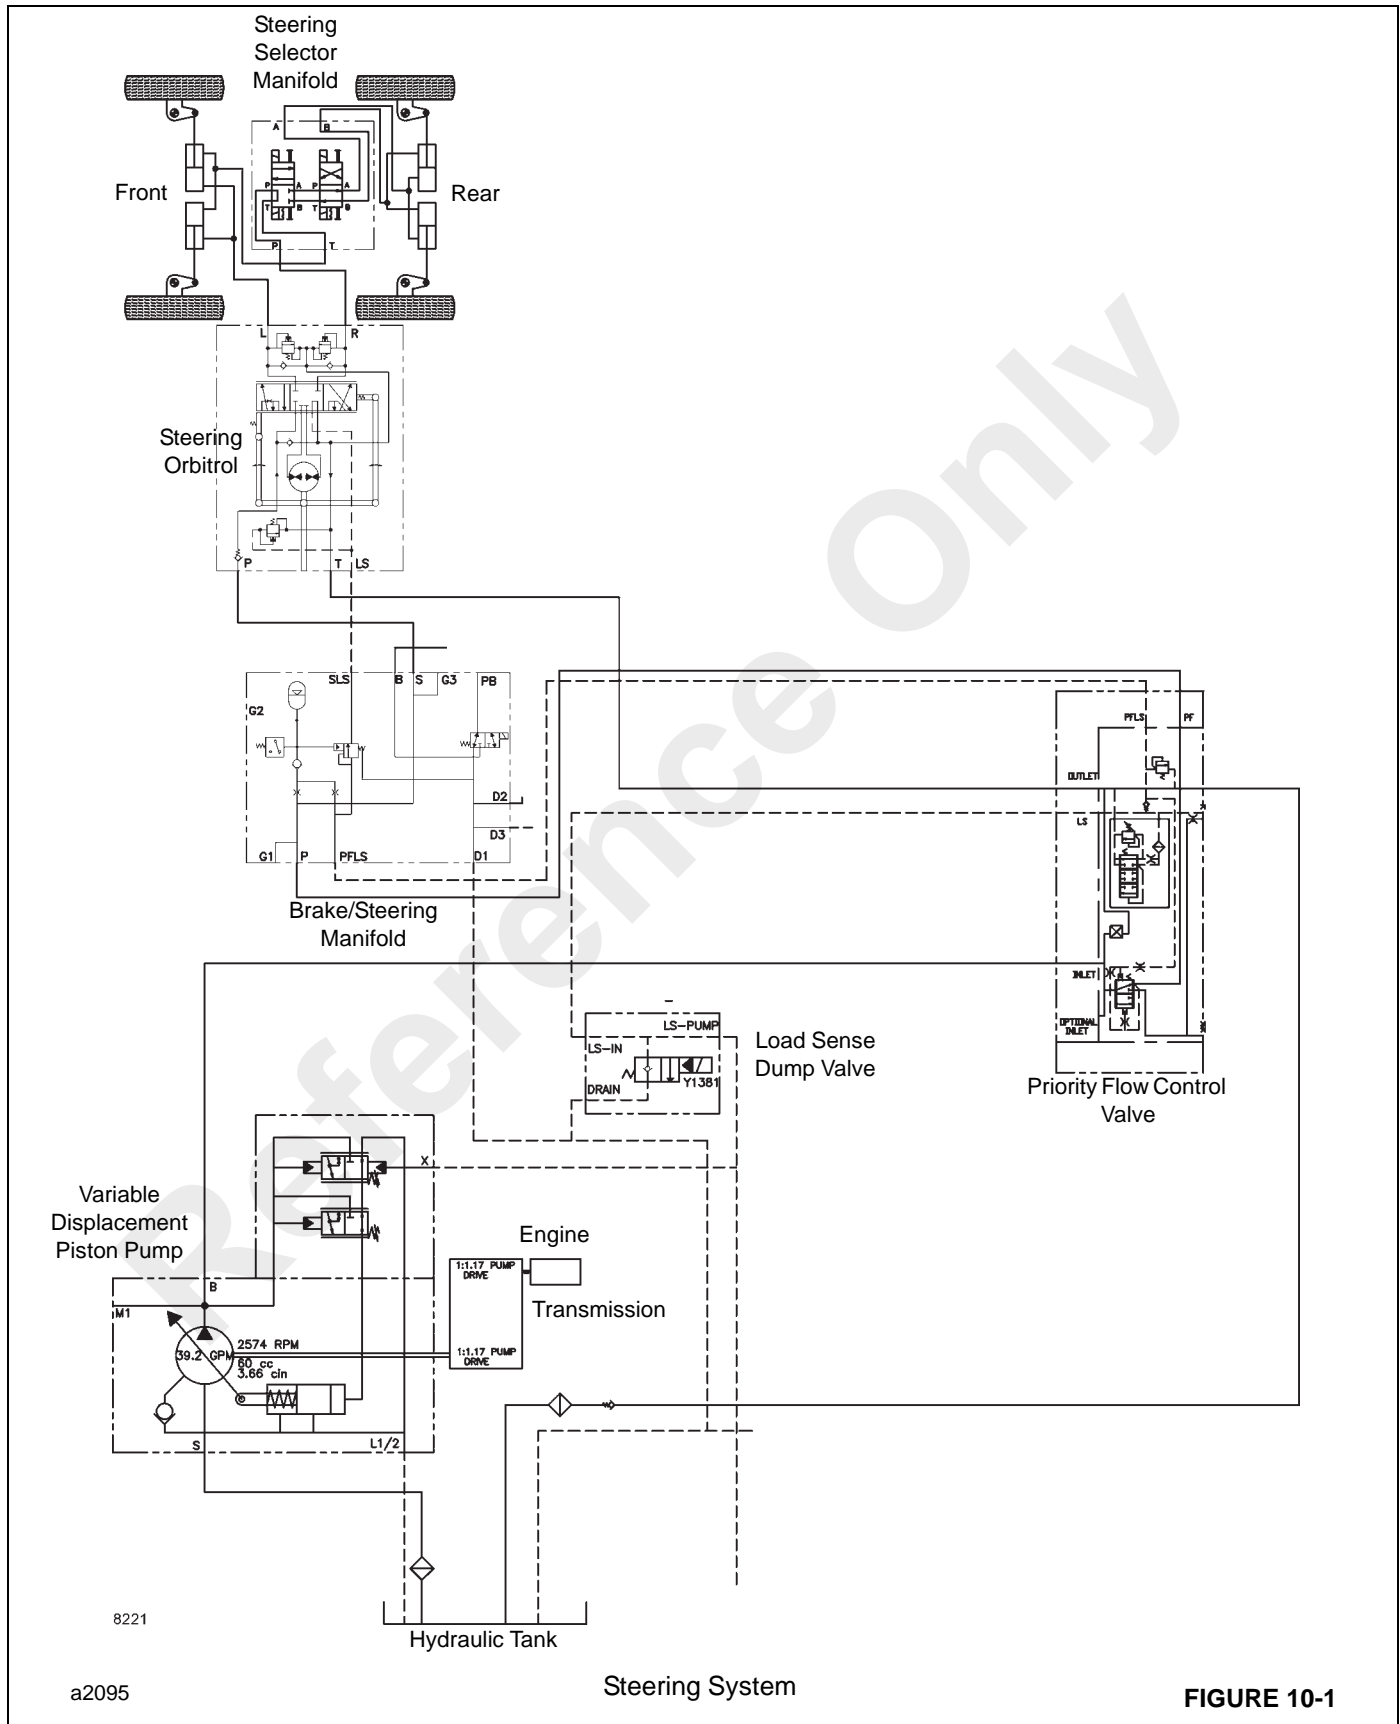 Steering
Selector
Manifold
A
B
P
A
P
A
T
B
T
B
P
T
Front
Rear
L
R
Steering
Orbitrol
P
T
LS
SLS
B
S
G3
PB
G2
D2
D3
G1
P
PFLS
D1
Brake/Steering
Manifold
PFLS
PF
OUTLET
LS
INLET
OPTIONAL
INLET
Priority Flow Control
Valve
LS-PUMP
LS-IN
DRAIN
Y1381
Load Sense
Dump Valve
X
Variable
Displacement
Piston Pump
B
M1
39.2 GPM
2574 RPM
60 cc
3.66 cin
S
L1/2
Engine
1:1.17 PUMP
DRIVE
Transmission
1:1.17 PUMP
DRIVE
Hydraulic Tank
8221
a2095
Steering System
FIGURE 10-1
Reference Only